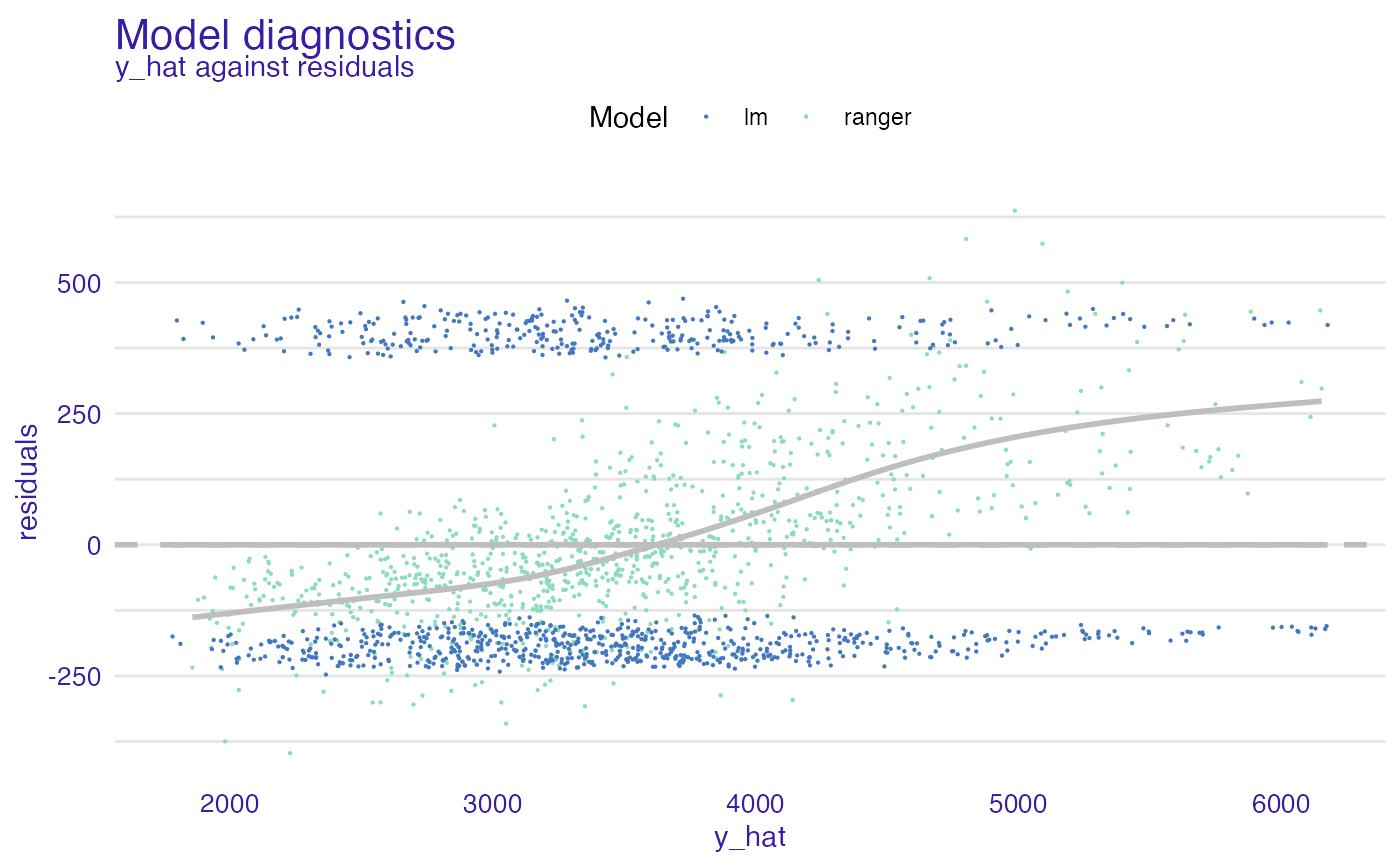 Model diagnostics
y_hat against residuals
Model lm ranger
500
250
0
-250
residuals
2000 3000 4000 5000 6000
y_hat